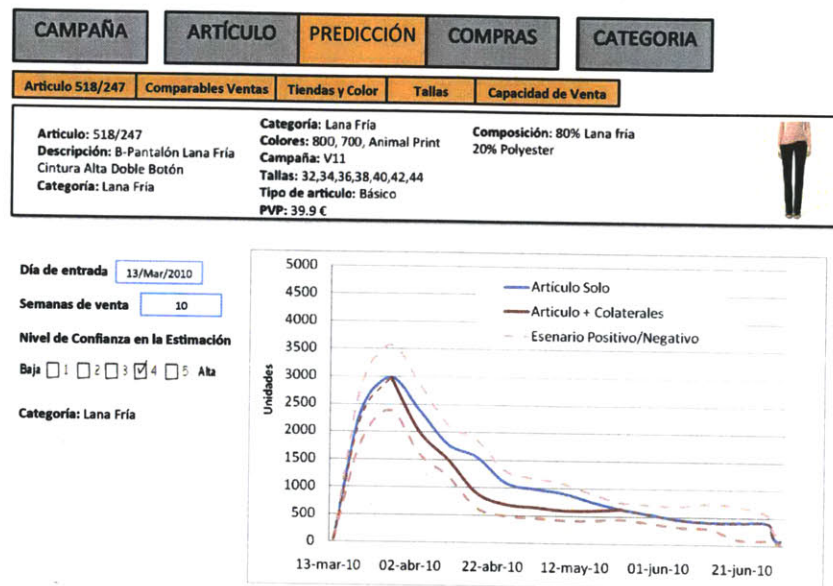 CAMPAÑA ARTÍCULO PREDICCIÓN COMPRAS CATEGORIA
Articulo 518/247 Comparables Ventas Tiendas y Color Tallas Capacidad de Venta
Articulo: 518/247
Descripción: B-Pantalón Lana Fría
Cintura Alta Doble Botón
Categoría: Lana Fria
Categoría: Lana Fría
Colores: 800, 700, Animal Print
Campaña: V11
Tallas: 32,34,36,38,40,42,44
Tipo de articulo: Básico
PVP: 39.9 €
Composición: 80% Lana fría
20% Polyester
Día de entrada 13/Mar/2010
Semanas de venta 10
Nivel de Confianza en la Estimación
Baja 1 2 3 4 5 Alta
Categoría: Lana Fría
Unidades
5000
4500
4000
3500
3000
2500
2000
1500
1000
500
0
Artículo Solo
Articulo + Colaterales
Esenario Positivo/Negativo
13-mar-10 02-abr-10 22-abr-10 12-may-10 01-jun-10 21-jun-10